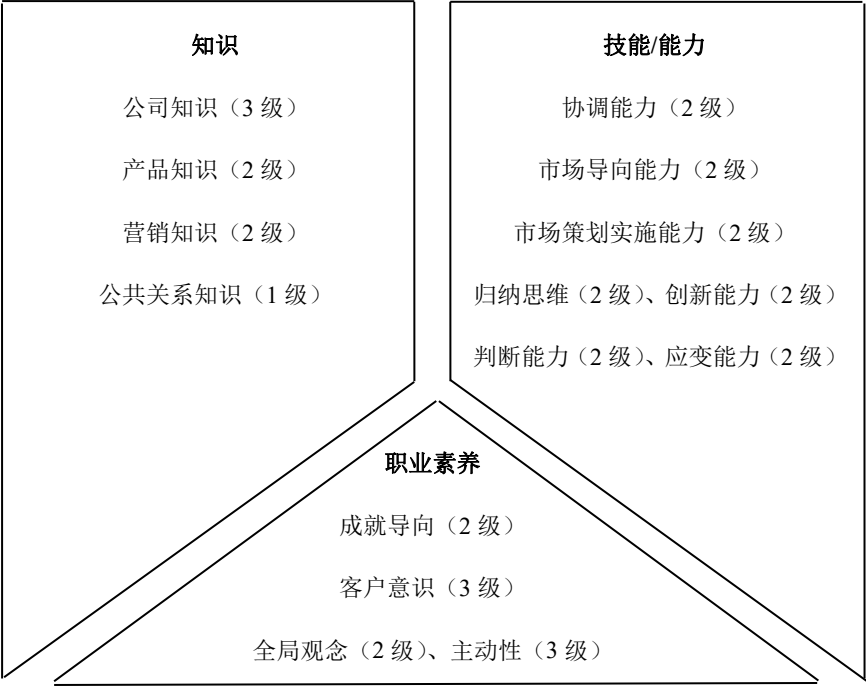 知识
公司知识（3 级）
产品知识（2 级）
营销知识（2 级）
公共关系知识（1 级）
技能/能力
协调能力（2 级）
市场导向能力（2 级）
市场策划实施能力（2 级）
归纳思维（2 级）、创新能力（2 级）
判断能力（2 级）、应变能力（2 级）
职业素养
成就导向（2 级）
客户意识（3 级）
全局观念（2 级）、主动性（3 级）